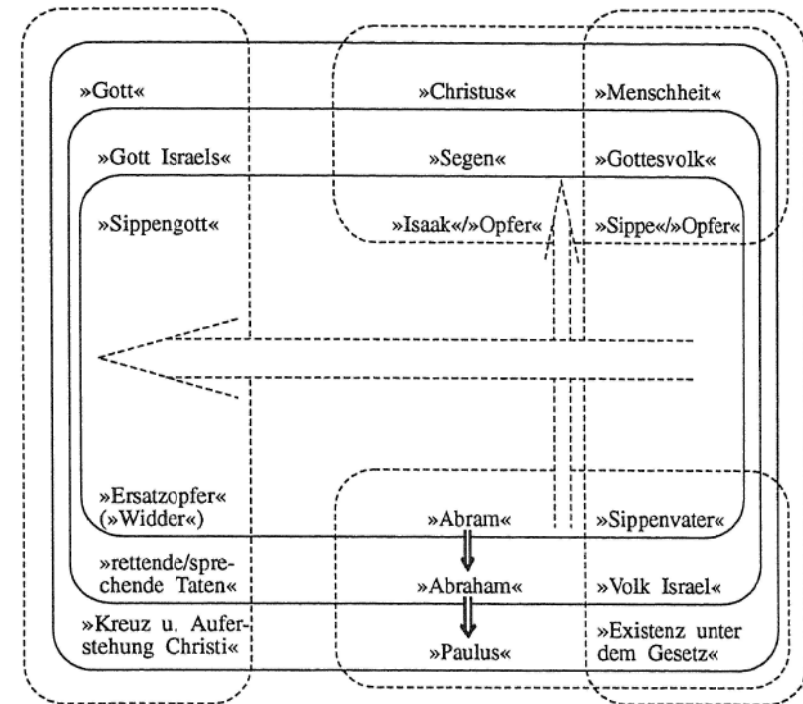 »Gott« »Christus« »Menschheit«
»Gott Israels« »Segen« »Gottesvolk«
»Sippengott« »Isaak«/»Opfer« »Sippe«/»Opfer«
»Ersatzopfer«
(»Widder«) »Abram« »Sippenvater«
»rettende/spre-
chende Taten« »Abraham« »Volk Israel«
»Kreuz u. Aufer- »Existenz unter
stehung Christi« »Paulus« dem Gesetz«